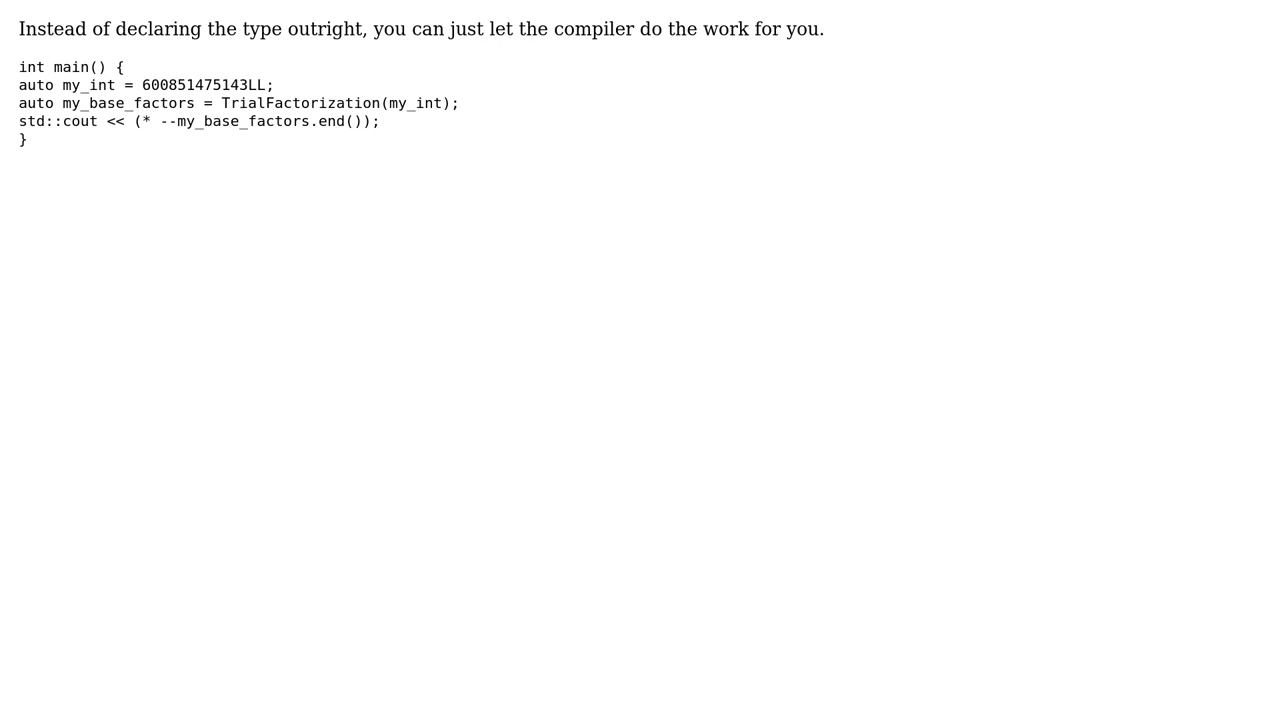 Instead of declaring the type outright, you can just let the compiler do the work for you.
int main() {
auto my_int = 600851475143LL;
auto my_base_factors = TrialFactorization(my_int);
std::cout << (* --my_base_factors.end());
}